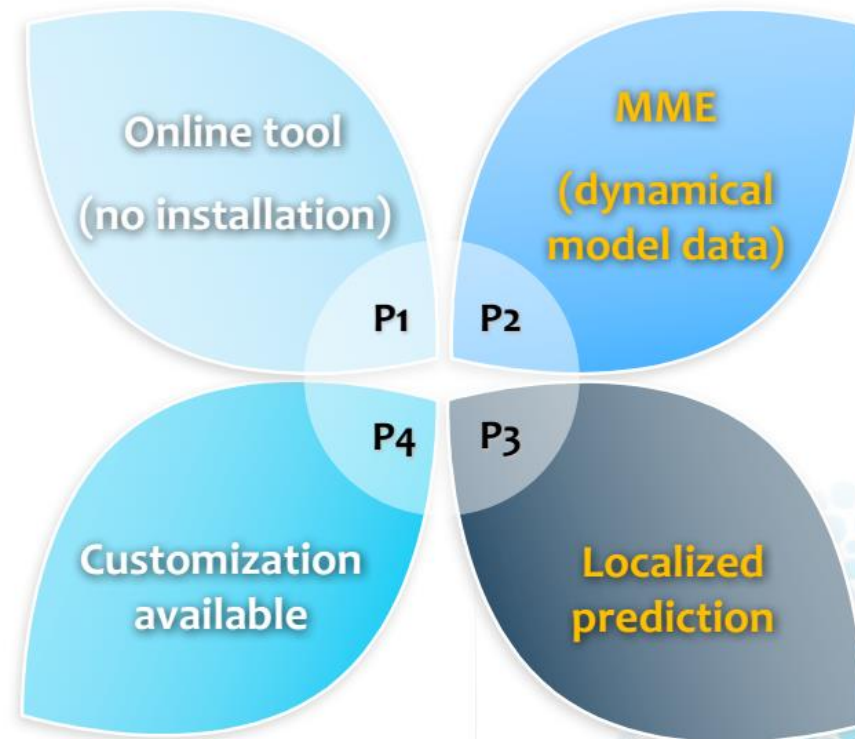 Online tool
(no installation)
MME
(dynamical
model data)
P1
P2
P4
P3
Customization
available
Localized
prediction